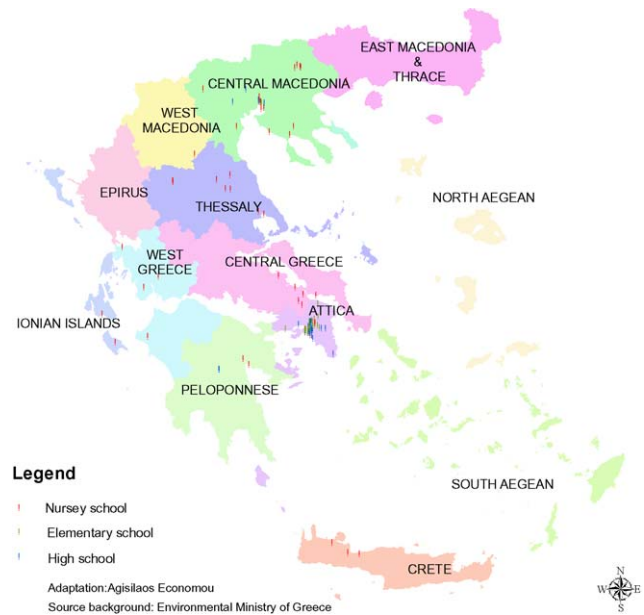 EAST MACEDONIA
&
THRACE
CENTRAL MACEDONIA
WEST
MACEDONIA
EPIRUS
THESSALY
NORTH AEGEAN
WEST
GREECE
CENTRAL GREECE
IONIAN ISLANDS
ATTICA
PELOPONNESE
SOUTH AEGEAN
CRETE
Legend
Nursey school
Elementary school
High school
Adaptation:Agisilaos Economou
Source background: Environmental Ministry of Greece
N
W
E
S